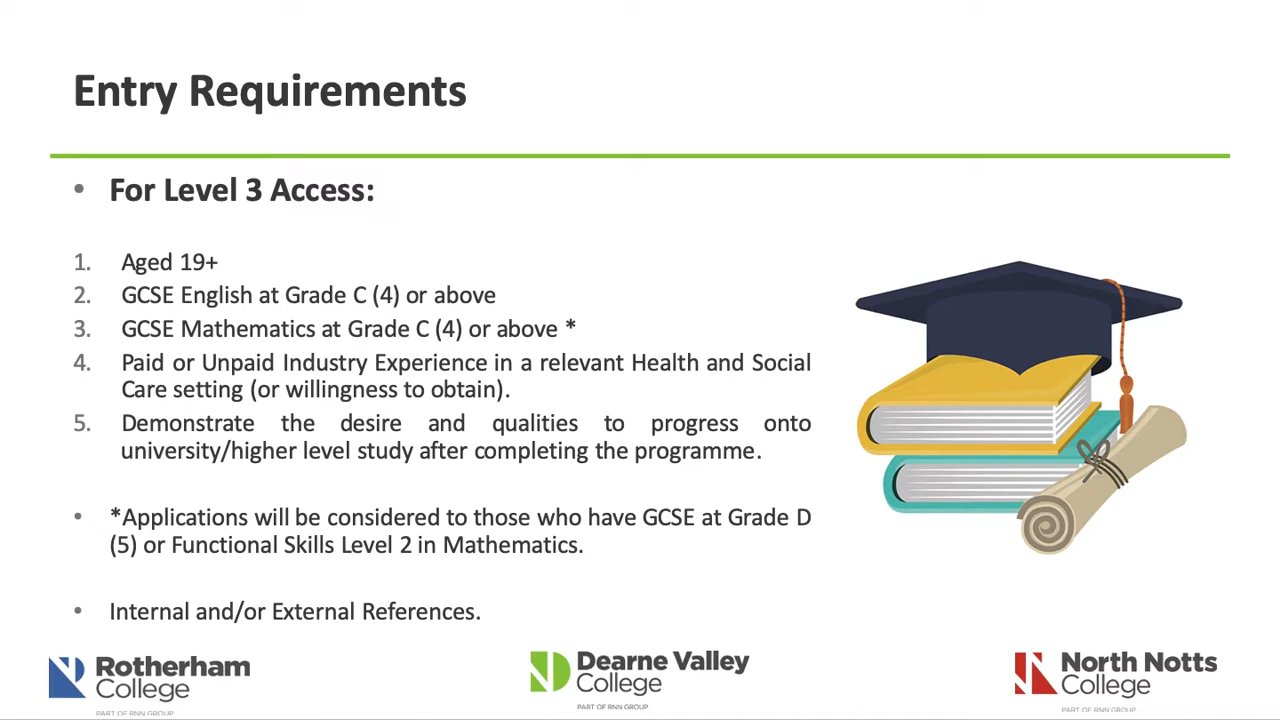 Entry Requirements
• For Level 3 Access:
1. Aged 19+
2. GCSE English at Grade C (4) or above
3. GCSE Mathematics at Grade C (4) or above *
4. Paid or Unpaid Industry Experience in a relevant Health and Social
Care setting (or willingness to obtain).
5. Demonstrate the desire and qualities to progress onto
university/higher level study after completing the programme.
• *Applications will be considered to those who have GCSE at Grade D
(5) or Functional Skills Level 2 in Mathematics.
• Internal and/or External References.
Rotherham
College
PART OF RNN GROUP
Dearne Valley
College
PART OF RNN GROUP
North Notts
College
PART OF RNN GROUP